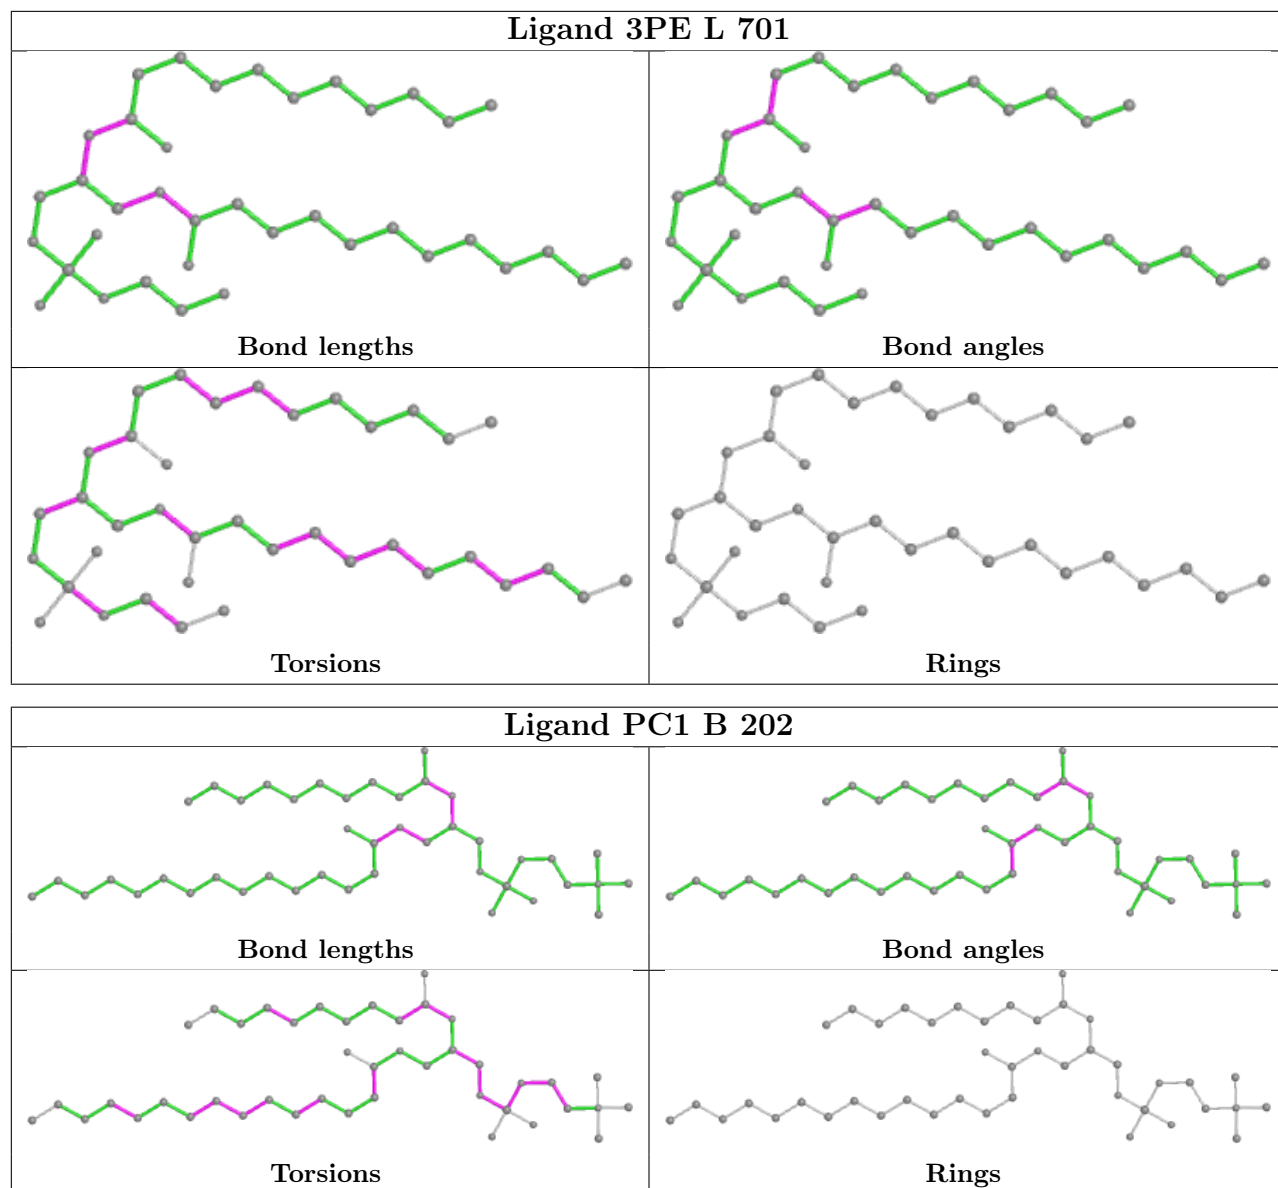 Ligand 3PE L 701
Bond lengths
Bond angles
Torsions
Rings
Ligand PC1 B 202
Bond lengths
Bond angles
Torsions
Rings